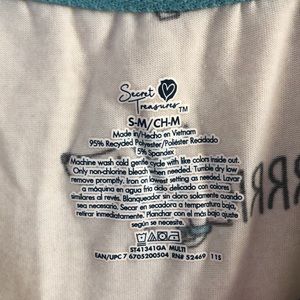 Secret
Treasures™
S-M/CH-M
Made in/Hecho en Vietnam
95% Recycled Polyester/Poliéster Reciclado
5% Spandex
Machine wash cold gentle cycle with like colors inside out.
Only non-chlorine bleach when needed. Tumble dry low
remove promptly. Iron on lowest setting as needed. Lavar
a máquina en agua fría ciclo delicado con colores
similares al revés. Blanqueador sin cloro solamente cuando
sea necesario. Secar en secadora a temperatura baja,
remover inmediatamente. Planchar con el más bajo ajuste
según se necesite.
ST41341GA MULTI
EAN/UPC 7 6705200504 RN# 52469 115
RRR